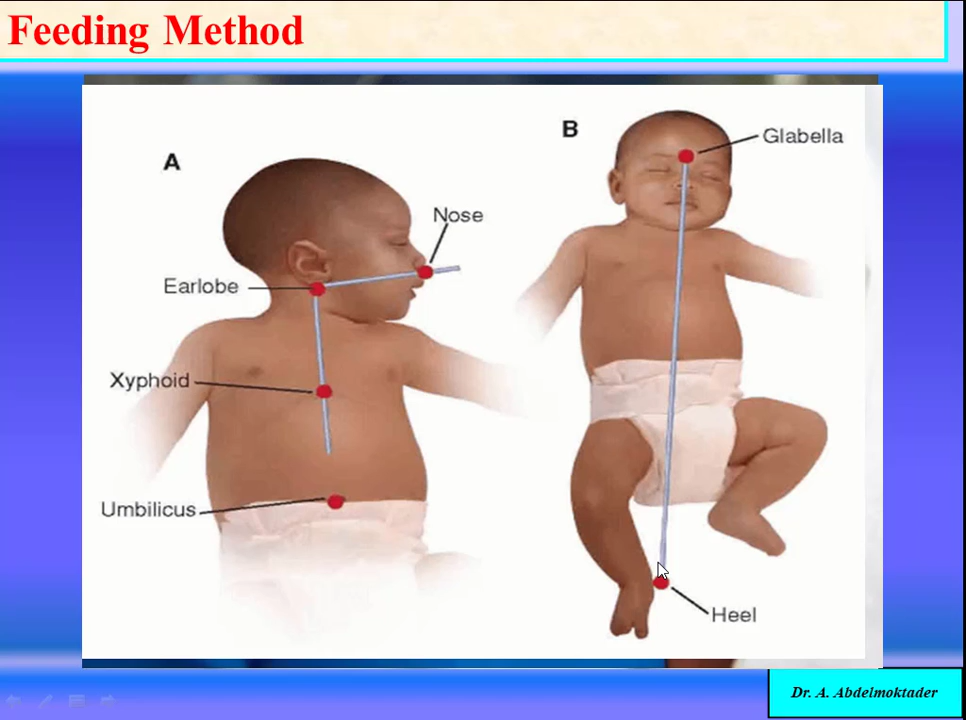 Feeding Method
A
Nose
Earlobe
Xyphoid
Umbilicus
B
Glabella
Heel
Dr. A. Abdelmoktader